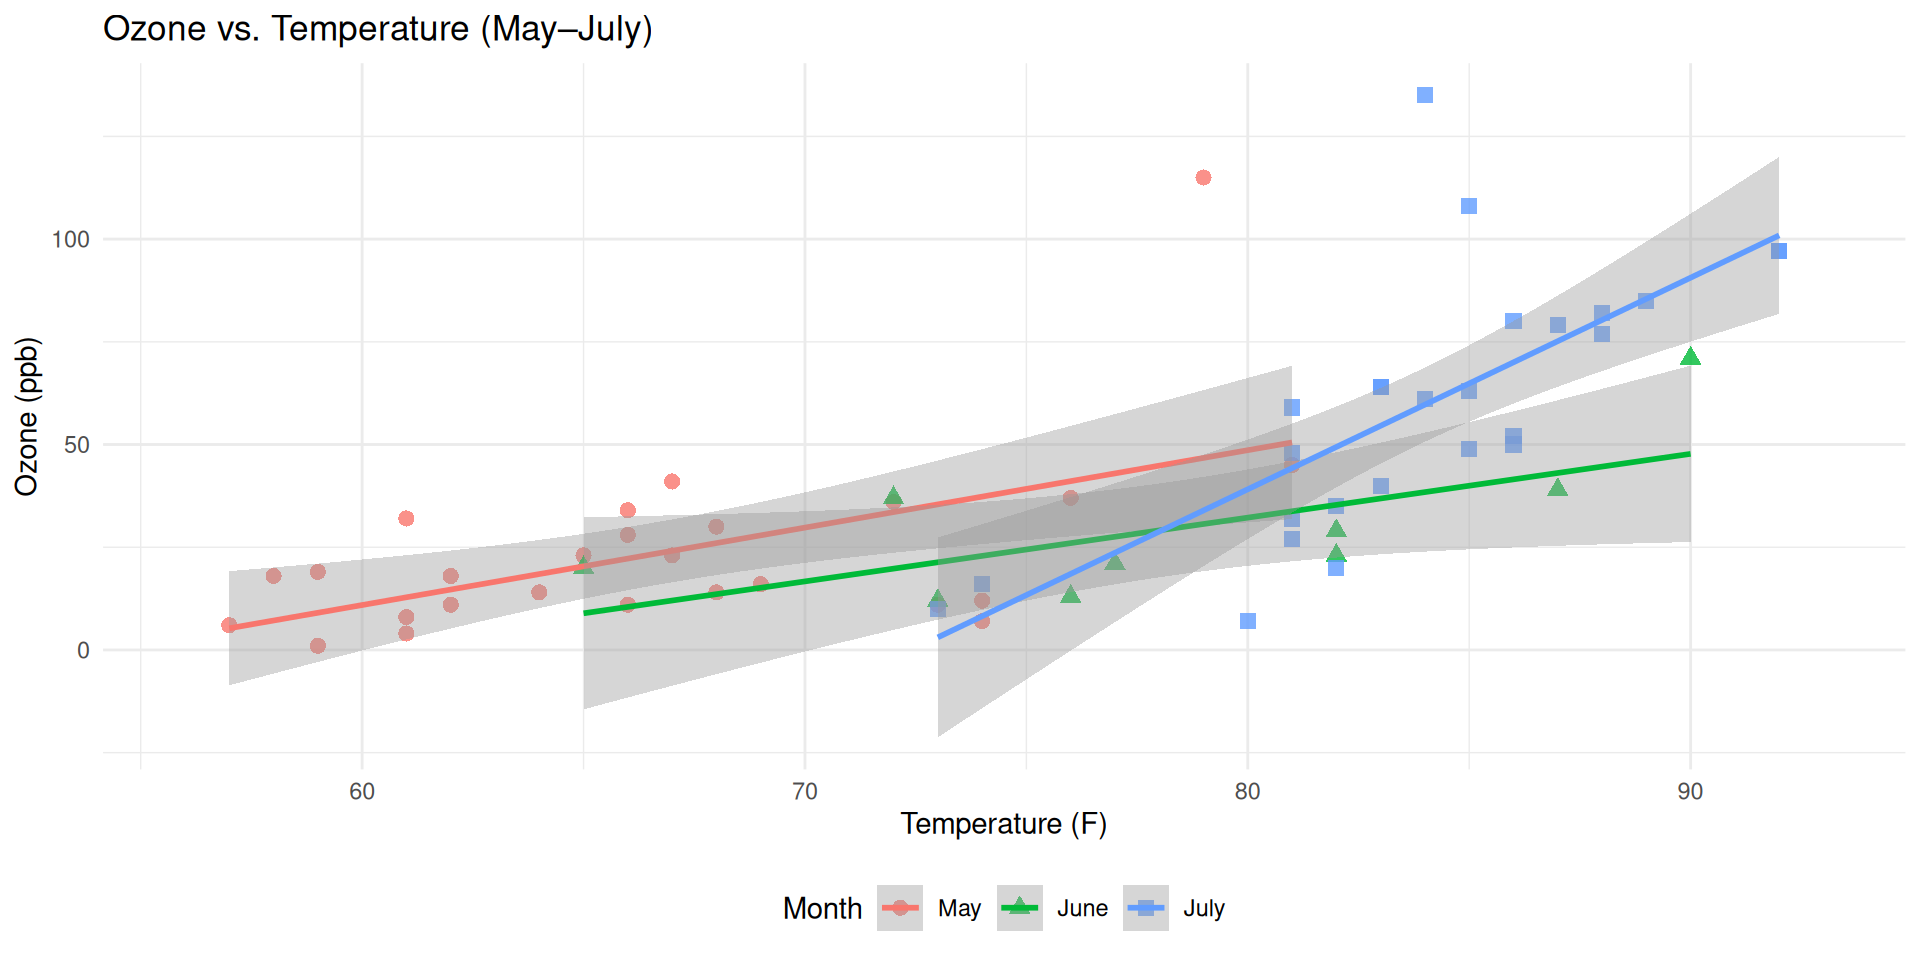 Ozone vs. Temperature (May–July)
Ozone (ppb)
100
50
0
60 70 80 90
Temperature (F)
Month May June July